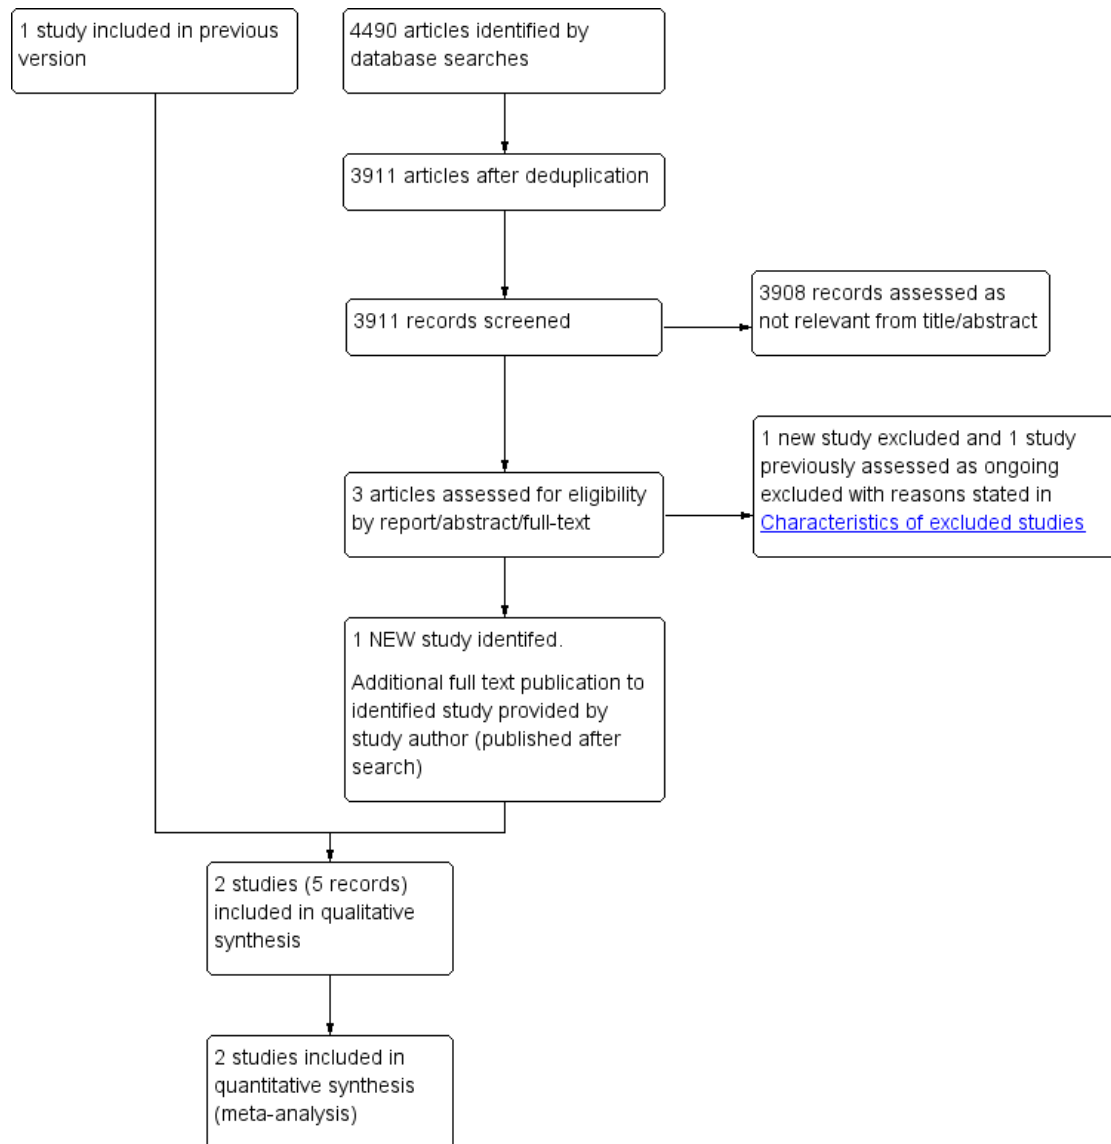 1 study included in previous
version
4490 articles identified by
database searches
3911 articles after deduplication
3911 records screened
3908 records assessed as
not relevant from title/abstract
3 articles assessed for eligibility
by report/abstract/full-text
1 new study excluded and 1 study
previously assessed as ongoing
excluded with reasons stated in
Characteristics of excluded studies
1 NEW study identifed.
Additional full text publication to
identified study provided by
study author (published after
search)
2 studies (5 records)
included in qualitative
synthesis
2 studies included in
quantitative synthesis
(meta-analysis)